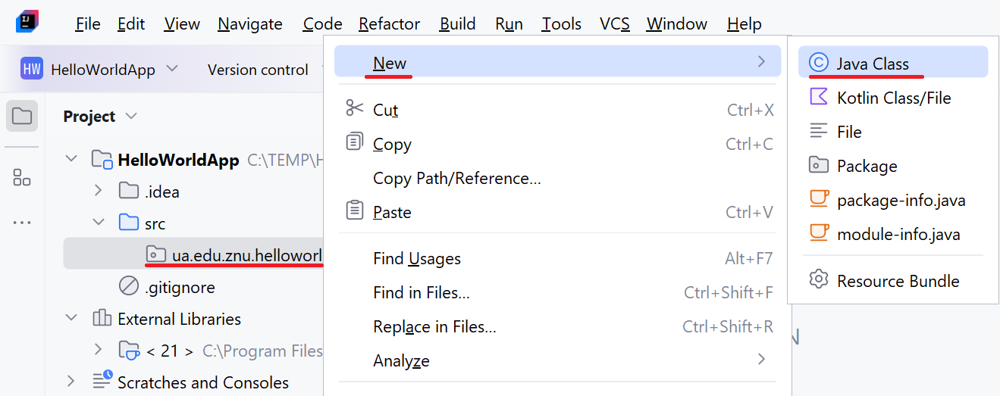 File Edit View Navigate Code Refactor Build Run Tools VCS Window Help
HW HelloWorldApp Version control
Project
HelloWorldApp C:\TEMP\H
.idea
src
ua.edu.znu.helloworl
.gitignore
External Libraries
< 21 > C:\Program Files
Scratches and Consoles
New
Cut Ctrl+X
Copy Ctrl+C
Copy Path/Reference...
Paste Ctrl+V
Find Usages Alt+F7
Find in Files... Ctrl+Shift+F
Replace in Files... Ctrl+Shift+R
Analyze
Java Class
Kotlin Class/File
File
Package
package-info.java
module-info.java
Resource Bundle